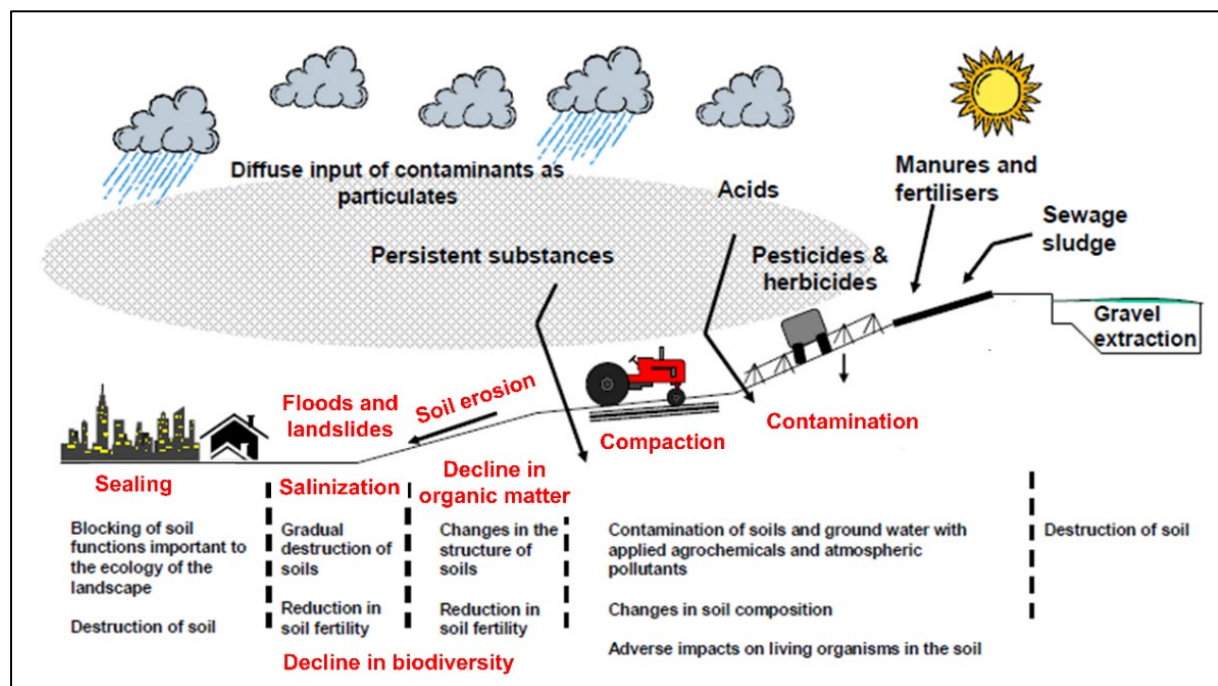 Diffuse input of contaminants as
particulates
Acids
Manures and
fertilisers
Sewage
sludge
Persistent substances
Pesticides &
herbicides
Gravel
extraction
Floods and
landslides
Soil erosion
Compaction
Contamination
Sealing
Salinization
Decline in
organic matter
Blocking of soil
functions important to
the ecology of the
landscape
Destruction of soil
Gradual
destruction of
soils
Reduction in
soil fertility
Changes in the
structure of
soils
Reduction in
soil fertility
Contamination of soils and ground water with
applied agrochemicals and atmospheric
pollutants
Changes in soil composition
Adverse impacts on living organisms in the soil
Destruction of soil
Decline in biodiversity